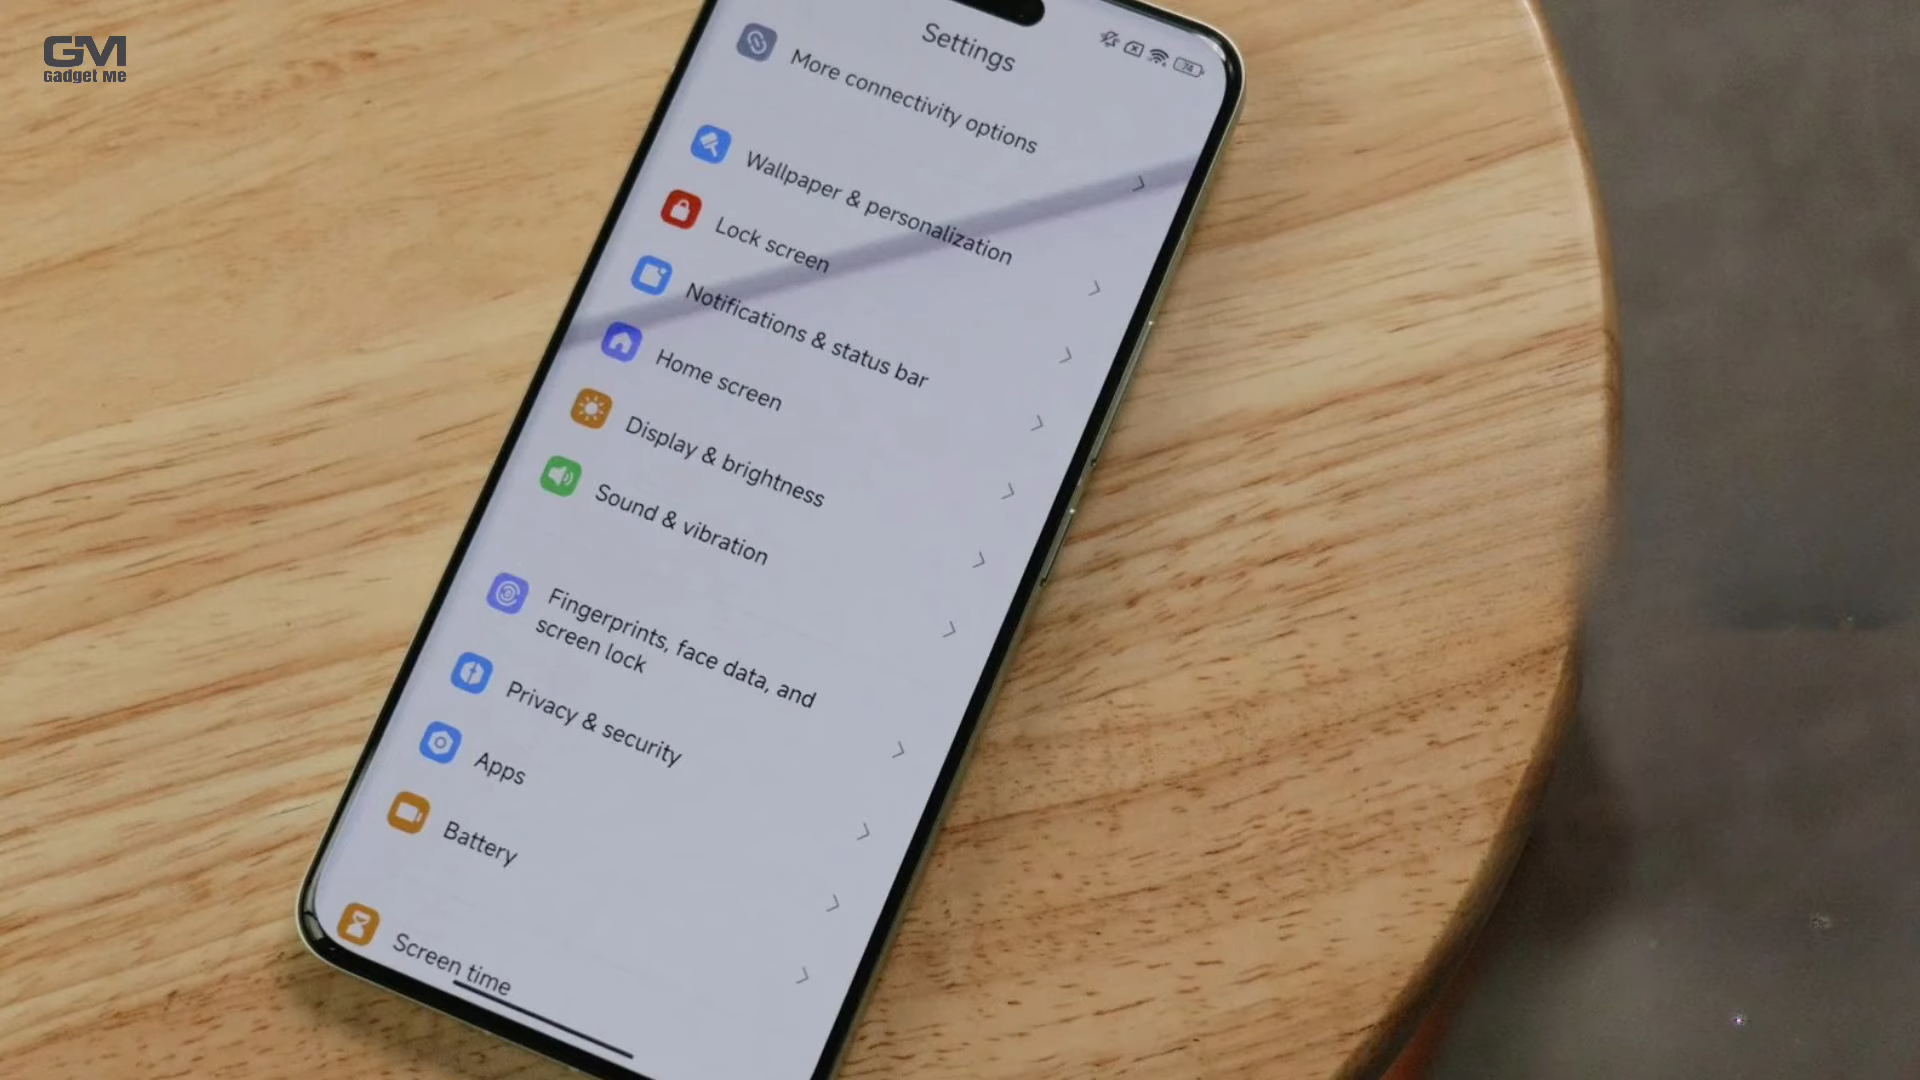 GM
Gadget Me
Settings
74
More connectivity options
Wallpaper & personalization
Lock screen
Notifications & status bar
Home screen
Display & brightness
Sound & vibration
Fingerprints, face data, and
screen lock
Privacy & security
Apps
Battery
Screen time